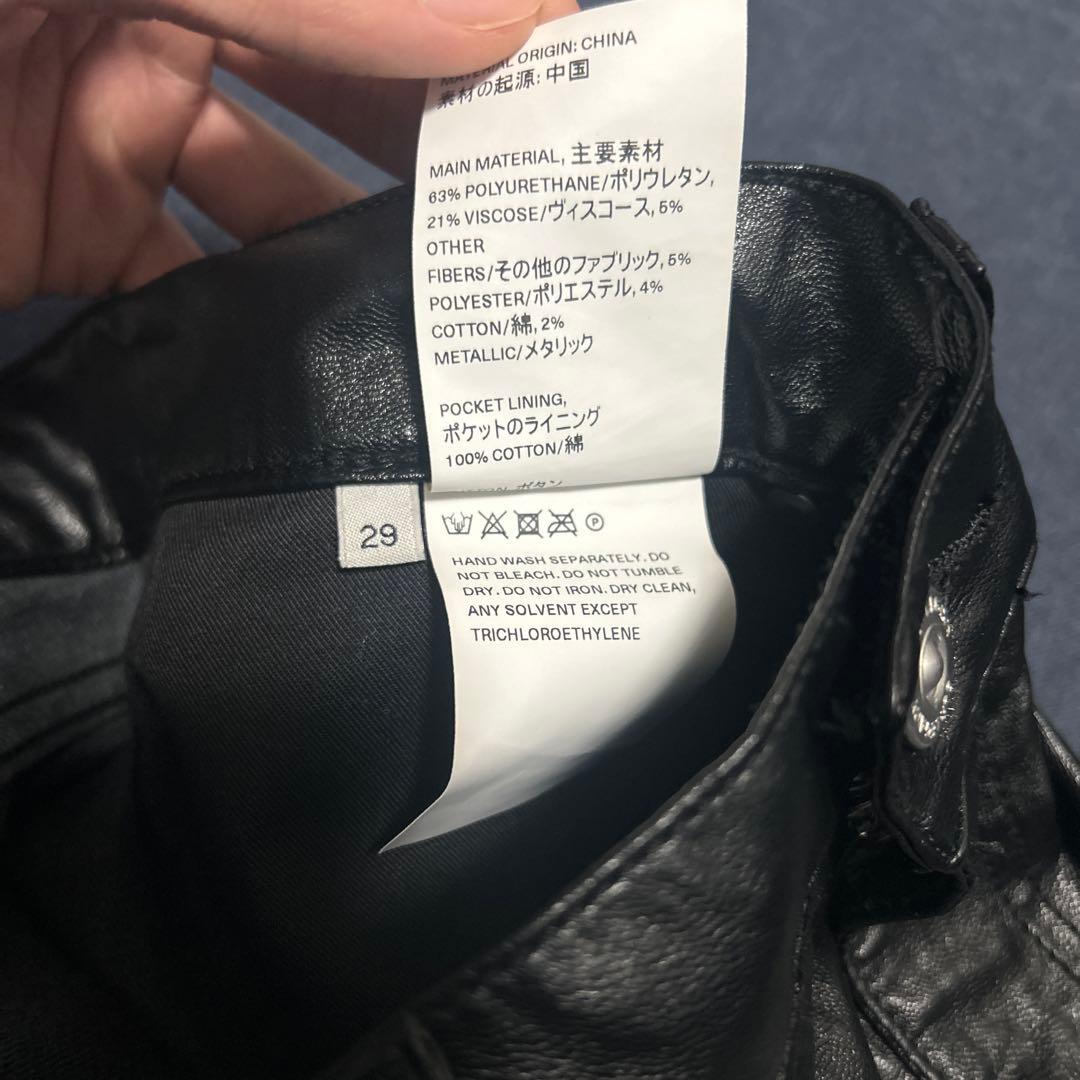 MATERIAL ORIGIN: CHINA
素材の起源: 中国
MAIN MATERIAL, 主要素材
63% POLYURETHANE/ポリウレタン,
21% VISCOSE/ヴィスコース, 5%
OTHER
FIBERS/その他のファブリック, 5%
POLYESTER/ポリエステル, 4%
COTTON/綿, 2%
METALLIC/メタリック
POCKET LINING,
ポケットのライニング
100% COTTON/綿
ボタン
29
P
HAND WASH SEPARATELY. DO
NOT BLEACH. DO NOT TUMBLE
DRY. DO NOT IRON. DRY CLEAN,
ANY SOLVENT EXCEPT
TRICHLOROETHYLENE